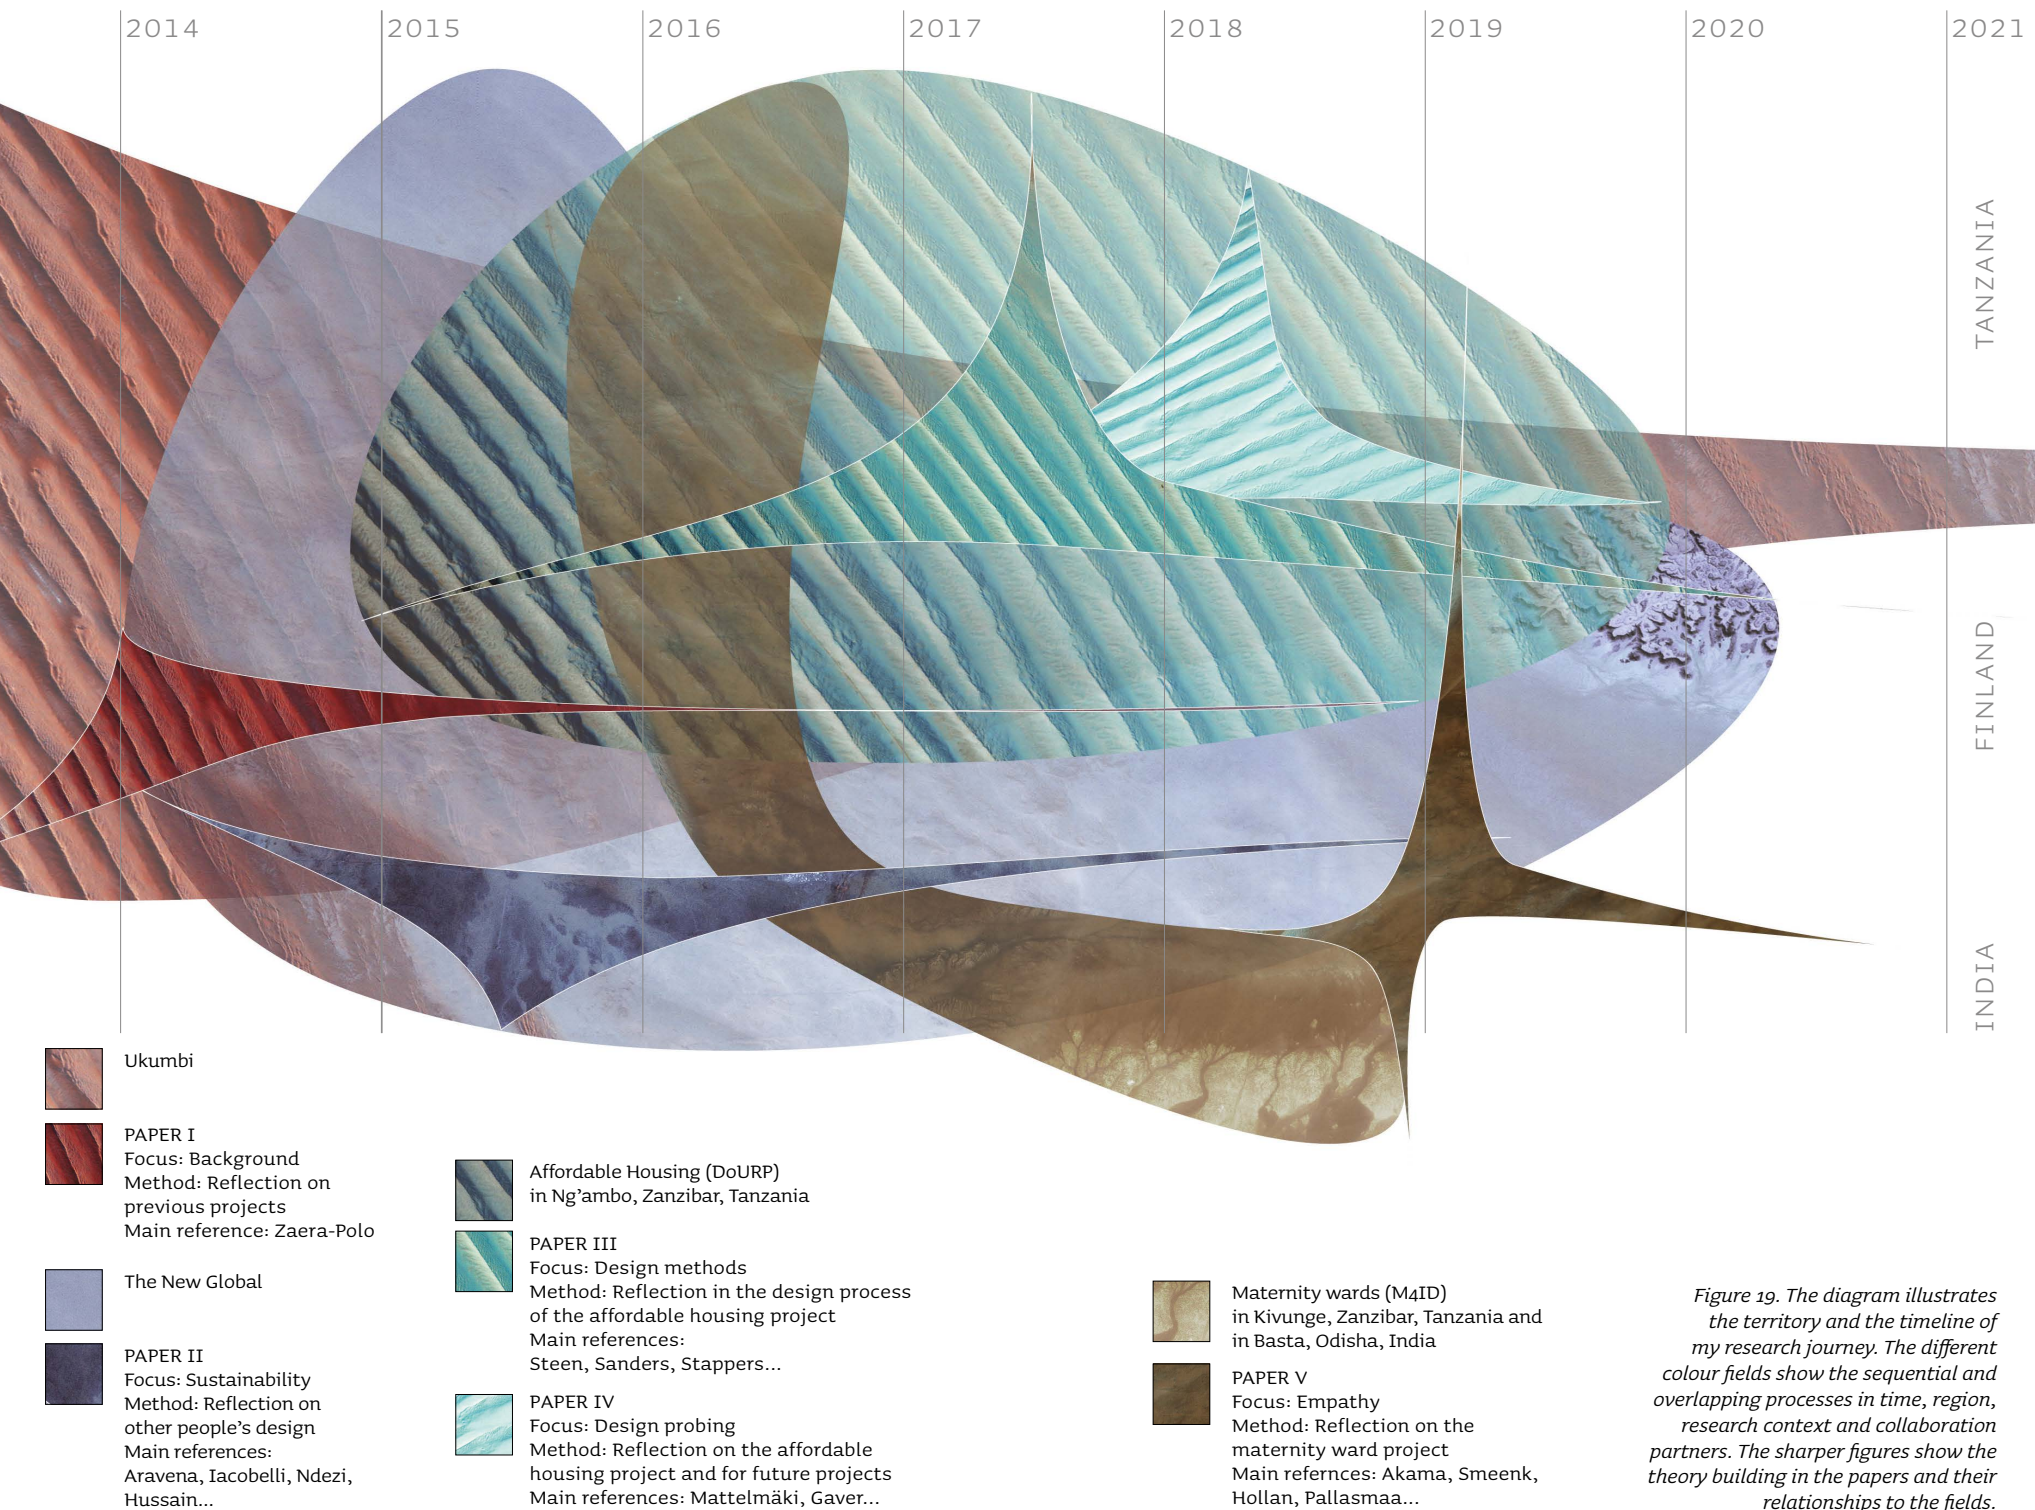 2014
2015
2016
2017
2018
2019
2020
2021
TANZANIA
FINLAND
INDIA
Ukumbi
PAPER I
Focus: Background
Method: Reflection on
previous projects
Main reference: Zaera-Polo
The New Global
PAPER II
Focus: Sustainability
Method: Reflection on
other people’s design
Main references:
Aravena, Iacobelli, Ndezi,
Hussain...
Affordable Housing (DoURP)
in Ng’ambo, Zanzibar, Tanzania
PAPER III
Focus: Design methods
Method: Reflection in the design process
of the affordable housing project
Main references:
Steen, Sanders, Stappers...
PAPER IV
Focus: Design probing
Method: Reflection on the affordable
housing project and for future projects
Main references: Mattelmäki, Gaver...
Maternity wards (M4ID)
in Kivunge, Zanzibar, Tanzania and
in Basta, Odisha, India
PAPER V
Focus: Empathy
Method: Reflection on the
maternity ward project
Main refernces: Akama, Smeenk,
Hollan, Pallasmaa...
Figure 19. The diagram illustrates
the territory and the timeline of
my research journey. The different
colour fields show the sequential and
overlapping processes in time, region,
research context and collaboration
partners. The sharper figures show the
theory building in the papers and their
relationships to the fields.